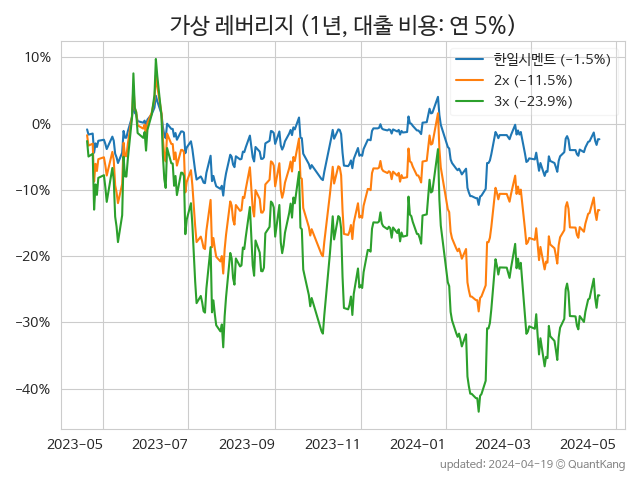 가상 레버리지 (1년, 대출 비용: 연 5%)
한일시멘트 (−1.5%)
2x (−11.5%)
3x (−23.9%)
10%
0%
−10%
−20%
−30%
−40%
2023-05 2023-07 2023-09 2023-11 2024-01 2024-03 2024-05
updated: 2024-04-19 © QuantKang